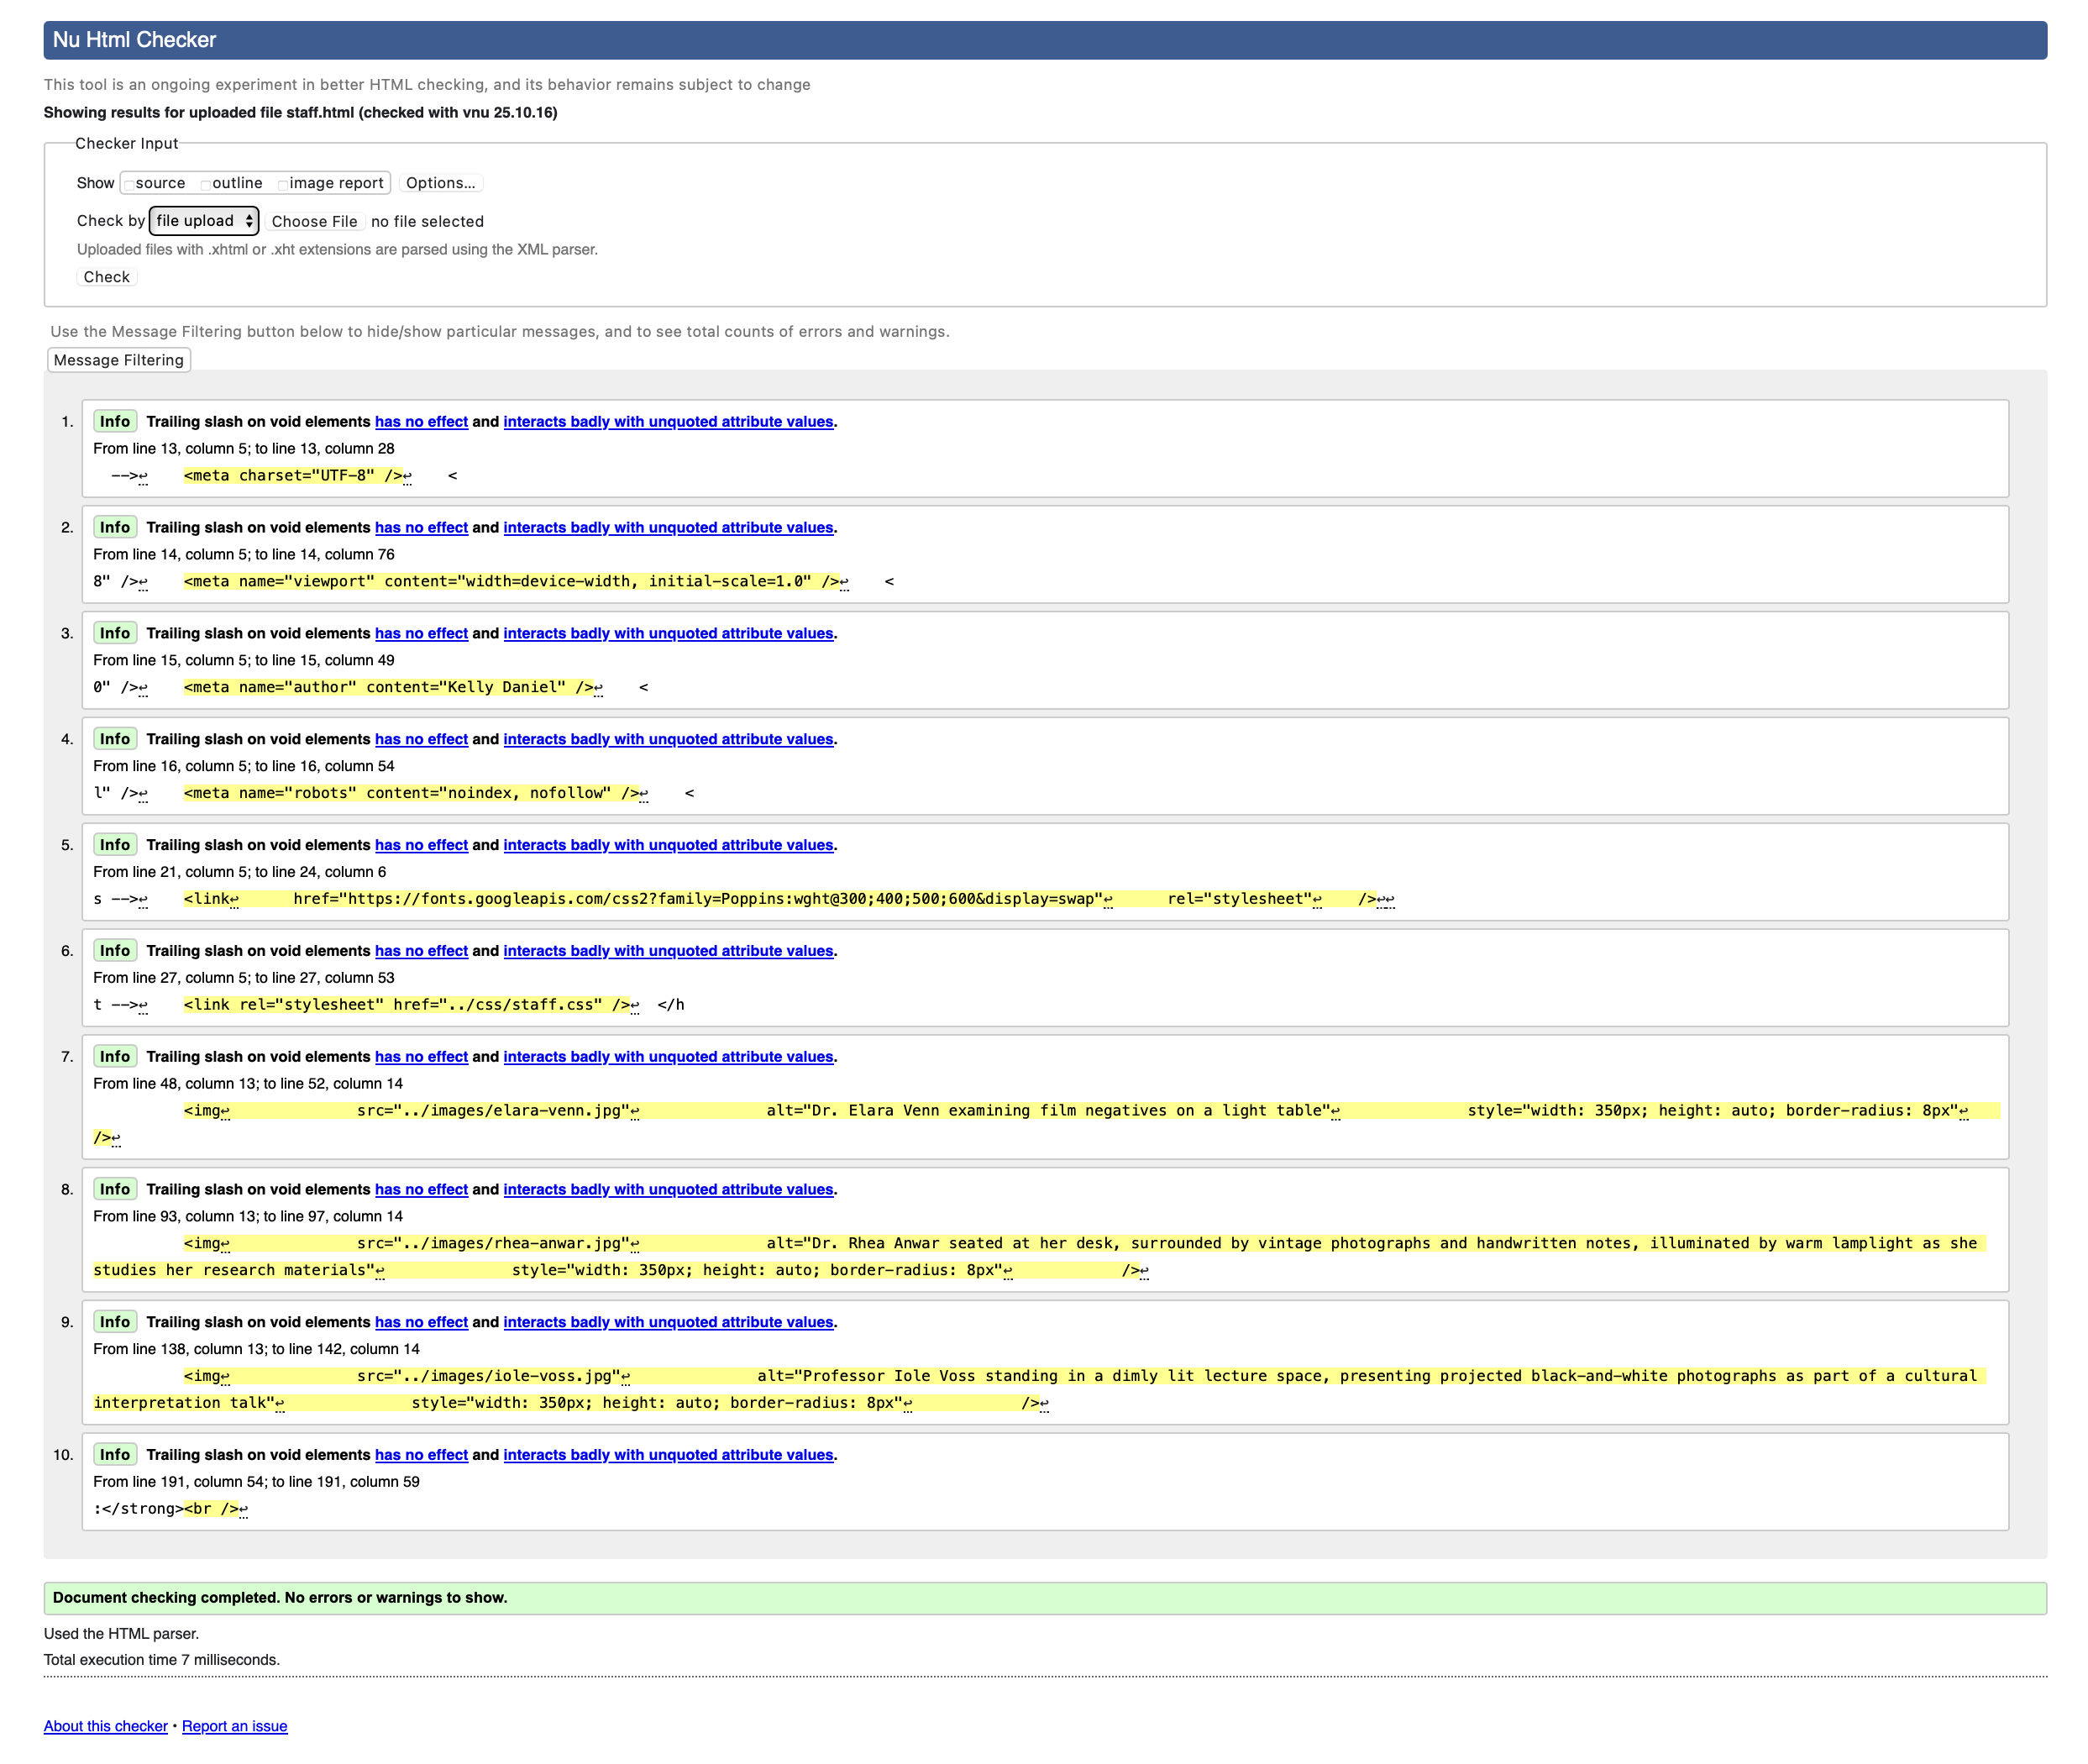 Nu Html Checker
This tool is an ongoing experiment in better HTML checking, and its behavior remains subject to change
Showing results for uploaded file staff.html (checked with vnu 25.10.16)
Checker Input
Show source outline image report Options...
Check by file upload Choose File no file selected
Uploaded files with .xhtml or .xht extensions are parsed using the XML parser.
Check
Use the Message Filtering button below to hide/show particular messages, and to see total counts of errors and warnings.
Message Filtering
1. Info Trailing slash on void elements has no effect and interacts badly with unquoted attribute values.
From line 13, column 5; to line 13, column 28
-->↩ <meta charset="UTF-8" />↩ <
2. Info Trailing slash on void elements has no effect and interacts badly with unquoted attribute values.
From line 14, column 5; to line 14, column 76
8" />↩ <meta name="viewport" content="width=device-width, initial-scale=1.0" />↩ <
3. Info Trailing slash on void elements has no effect and interacts badly with unquoted attribute values.
From line 15, column 5; to line 15, column 49
0" />↩ <meta name="author" content="Kelly Daniel" />↩ <
4. Info Trailing slash on void elements has no effect and interacts badly with unquoted attribute values.
From line 16, column 5; to line 16, column 54
l" />↩ <meta name="robots" content="noindex, nofollow" />↩ <
5. Info Trailing slash on void elements has no effect and interacts badly with unquoted attribute values.
From line 21, column 5; to line 24, column 6
s -->↩ <link↩ href="https://fonts.googleapis.com/css2?family=Poppins:wght@300;400;500;600&display=swap"↩ rel="stylesheet"↩ />↩↩
6. Info Trailing slash on void elements has no effect and interacts badly with unquoted attribute values.
From line 27, column 5; to line 27, column 53
t -->↩ <link rel="stylesheet" href="../css/staff.css" />↩ </h
7. Info Trailing slash on void elements has no effect and interacts badly with unquoted attribute values.
From line 48, column 13; to line 52, column 14
<img↩ src="../images/elara-venn.jpg"↩ alt="Dr. Elara Venn examining film negatives on a light table"↩ style="width: 350px; height: auto; border-radius: 8px"↩
/>↩
8. Info Trailing slash on void elements has no effect and interacts badly with unquoted attribute values.
From line 93, column 13; to line 97, column 14
<img↩ src="../images/rhea-anwar.jpg"↩ alt="Dr. Rhea Anwar seated at her desk, surrounded by vintage photographs and handwritten notes, illuminated by warm lamplight as she
studies her research materials"↩ style="width: 350px; height: auto; border-radius: 8px"↩ />↩
9. Info Trailing slash on void elements has no effect and interacts badly with unquoted attribute values.
From line 138, column 13; to line 142, column 14
<img↩ src="../images/iole-voss.jpg"↩ alt="Professor Iole Voss standing in a dimly lit lecture space, presenting projected black-and-white photographs as part of a cultural
interpretation talk"↩ style="width: 350px; height: auto; border-radius: 8px"↩ />↩
10. Info Trailing slash on void elements has no effect and interacts badly with unquoted attribute values.
From line 191, column 54; to line 191, column 59
:</strong><br />↩
Document checking completed. No errors or warnings to show.
Used the HTML parser.
Total execution time 7 milliseconds.
About this checker • Report an issue